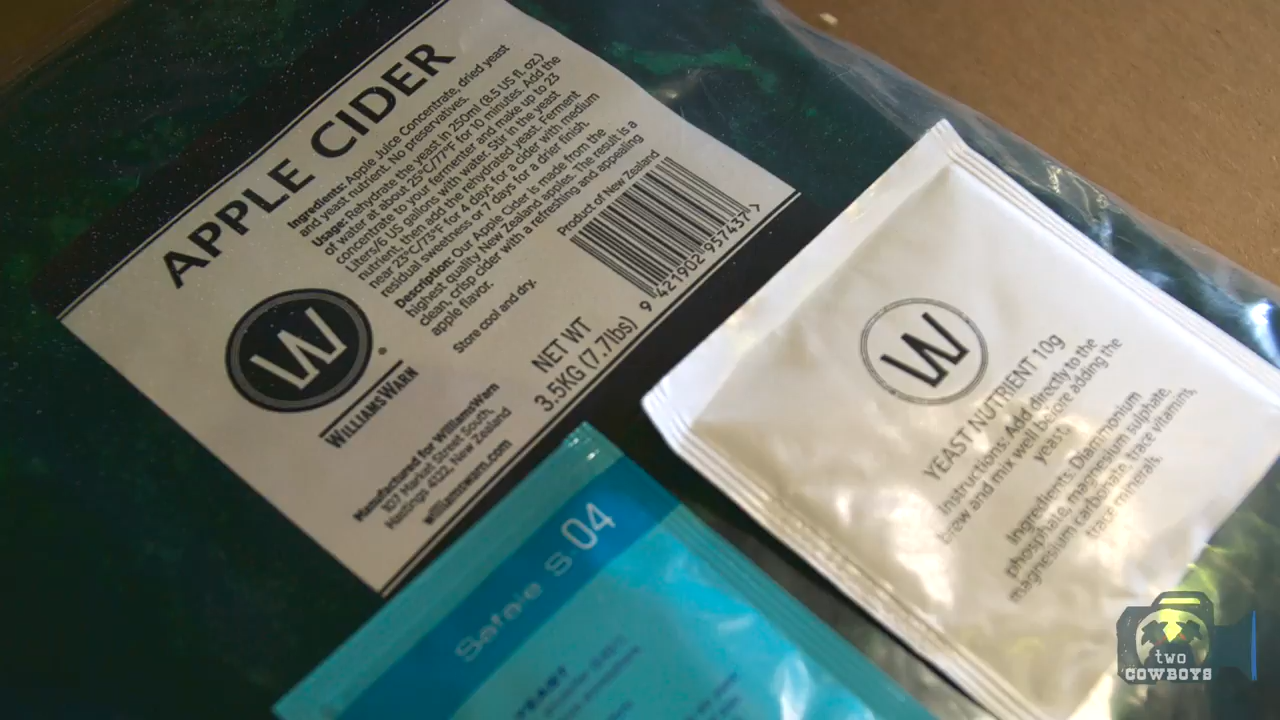 APPLE CIDER
Ingredients: Apple Juice Concentrate, dried yeast
and yeast nutrient. No preservatives.
Usage: Rehydrate the yeast in 250ml (8.5 US fl. oz.)
of water at about 25°C/77°F for 10 minutes. Add the
concentrate to your fermenter and make up to 23
Liters/6 US gallons with water. Stir in the yeast
nutrient, then add the rehydrated yeast. Ferment
near 23°C/73°F for 4 days for a cider with medium
residual sweetness or 7 days for a drier finish.
Description: Our Apple Cider is made from the
highest quality New Zealand apples. The result is a
clean, crisp cider with a refreshing and appealing
apple flavor.
Store cool and dry.
Product of New Zealand
9 421902 957437 >
W
WILLIAMSWARN
NET WT
3.5KG (7.7lbs)
Manufactured for WilliamsWarn
1017 Market Street South,
Hastings 4122, New Zealand
williamswarn.com
W
YEAST NUTRIENT 10g
Instructions: Add directly to the
brew and mix well before adding the
yeast.
Ingredients: Diammonium
phosphate, magnesium sulphate,
magnesium carbonate, trace vitamins,
trace minerals.
Safale S 04
two
COWBOYS